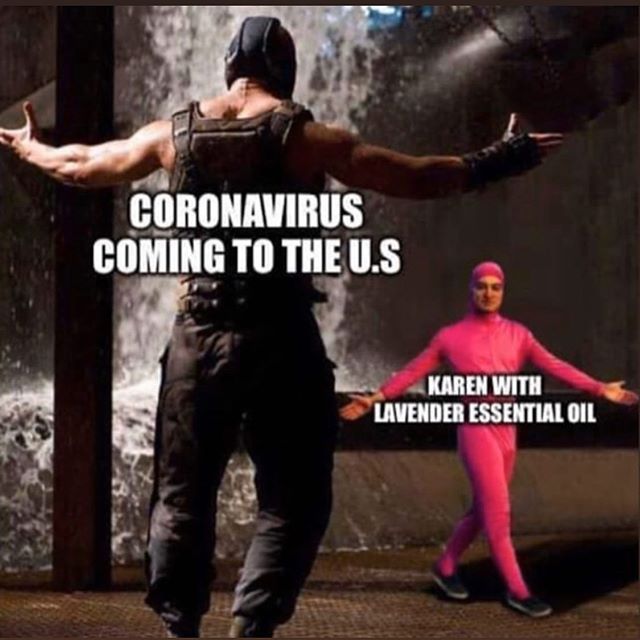 CORONAVIRUS
COMING TO THE U.S
KAREN WITH
LAVENDER ESSENTIAL OIL